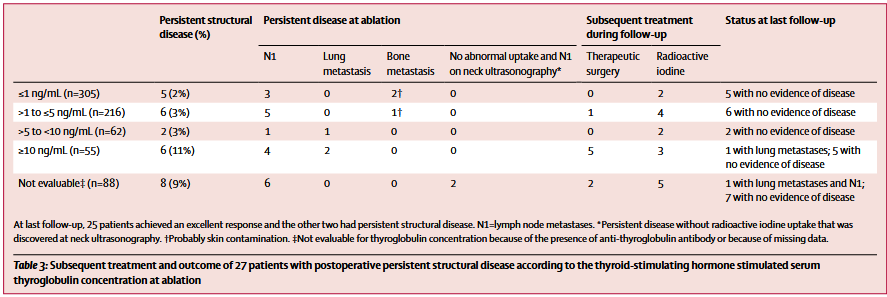 Persistent structural disease (%) Persistent disease at ablation Subsequent treatment during follow-up Status at last follow-up
N1 Lung metastasis Bone metastasis No abnormal uptake and N1 on neck ultrasonography* Therapeutic surgery Radioactive iodine
≤1 ng/mL (n=305) 5 (2%) 3 0 2† 0 0 2 5 with no evidence of disease
>1 to ≤5 ng/mL (n=216) 6 (3%) 5 0 1† 0 1 4 6 with no evidence of disease
>5 to <10 ng/mL (n=62) 2 (3%) 1 1 0 0 0 2 2 with no evidence of disease
≥10 ng/mL (n=55) 6 (11%) 4 2 0 0 5 3 1 with lung metastases; 5 with
no evidence of disease
Not evaluable‡ (n=88) 8 (9%) 6 0 0 2 2 5 1 with lung metastases and N1;
7 with no evidence of disease
At last follow-up, 25 patients achieved an excellent response and the other two had persistent structural disease. N1=lymph node metastases. *Persistent disease without radioactive iodine uptake that was
discovered at neck ultrasonography. †Probably skin contamination. ‡Not evaluable for thyroglobulin concentration because of the presence of anti-thyroglobulin antibody or because of missing data.
Table 3: Subsequent treatment and outcome of 27 patients with postoperative persistent structural disease according to the thyroid-stimulating hormone stimulated serum
thyroglobulin concentration at ablation